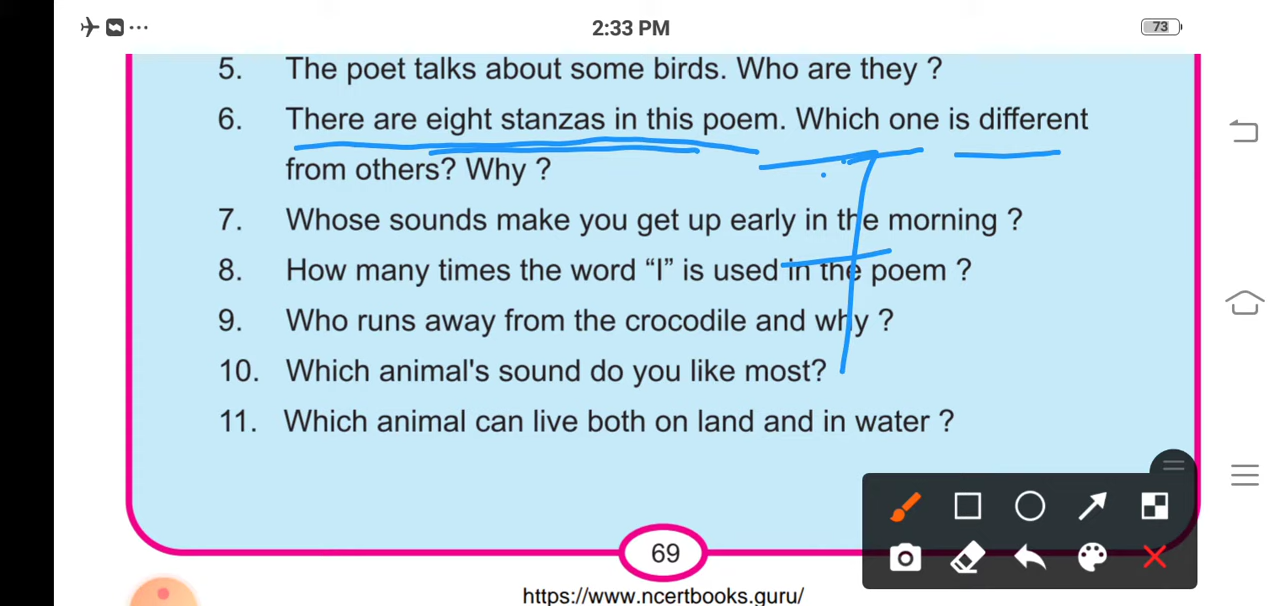 2:33 PM
73
5. The poet talks about some birds. Who are they ?
6. There are eight stanzas in this poem. Which one is different
from others? Why ?
7. Whose sounds make you get up early in the morning ?
8. How many times the word “I” is used in the poem ?
9. Who runs away from the crocodile and why ?
10. Which animal's sound do you like most?
11. Which animal can live both on land and in water ?
69
https://www.ncertbooks.guru/